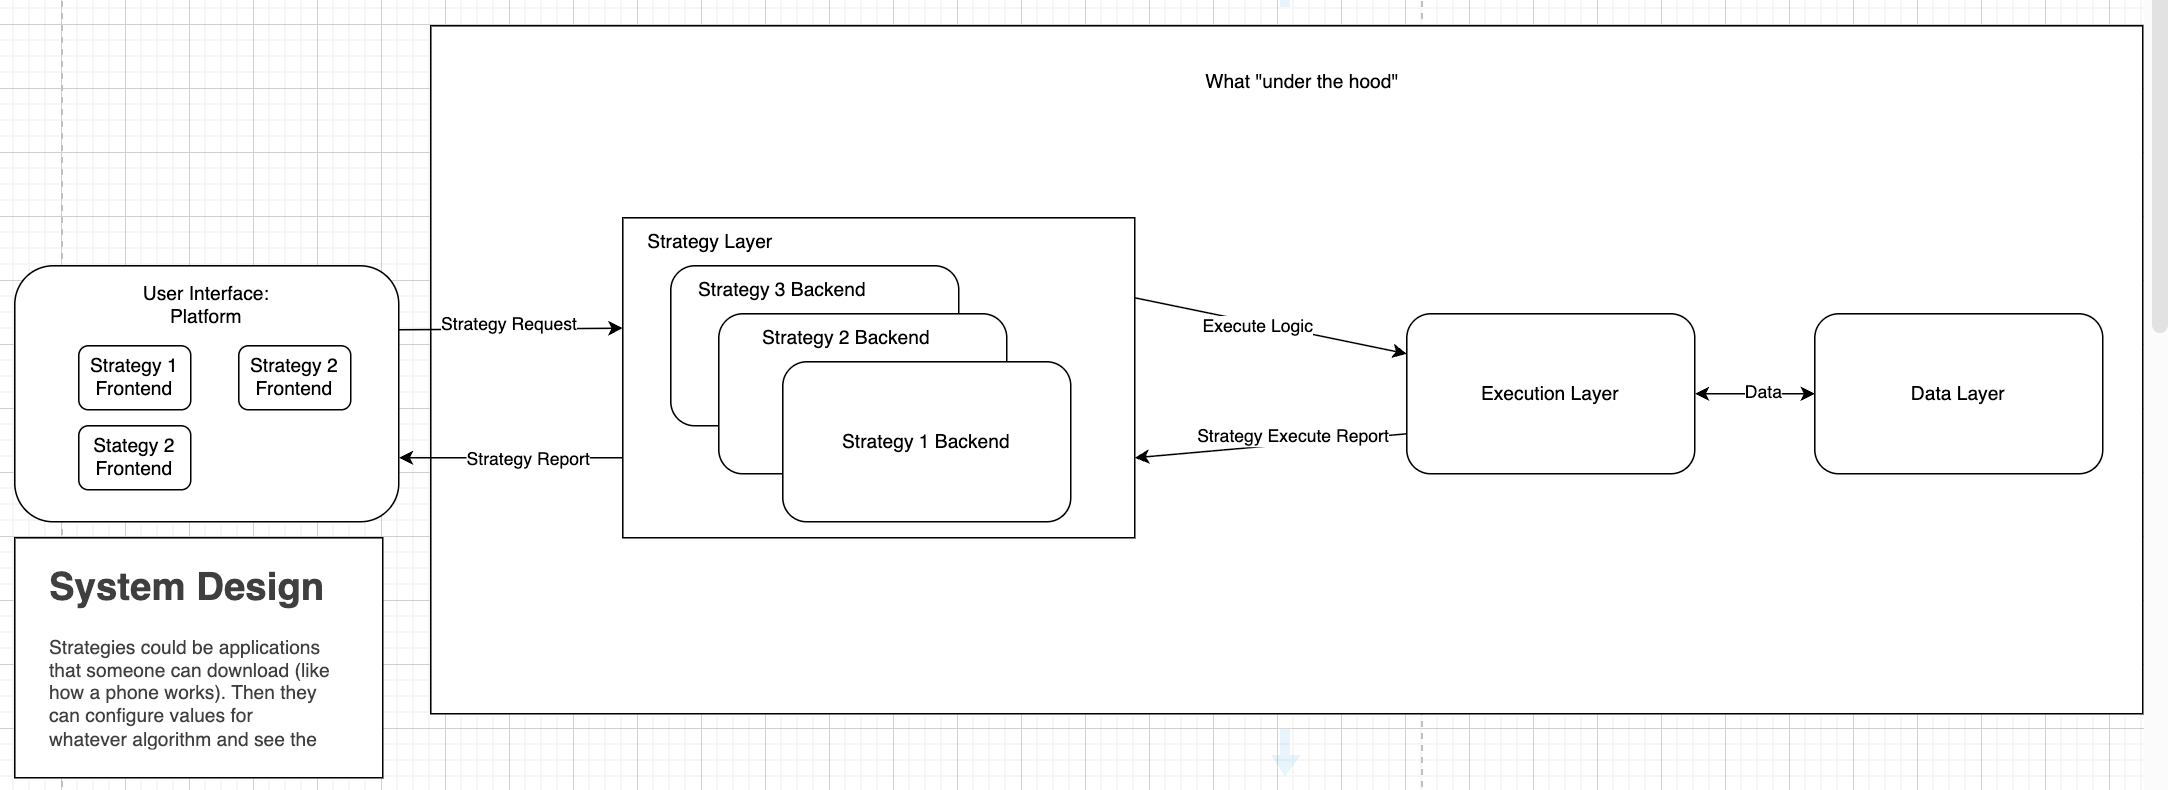 What "under the hood"
User Interface:
Platform
Strategy 1
Frontend
Strategy 2
Frontend
Stategy 2
Frontend
Strategy Request
Strategy Report
Strategy Layer
Strategy 3 Backend
Strategy 2 Backend
Strategy 1 Backend
Execute Logic
Strategy Execute Report
Execution Layer
Data
Data Layer
System Design
Strategies could be applications
that someone can download (like
how a phone works). Then they
can configure values for
whatever algorithm and see the